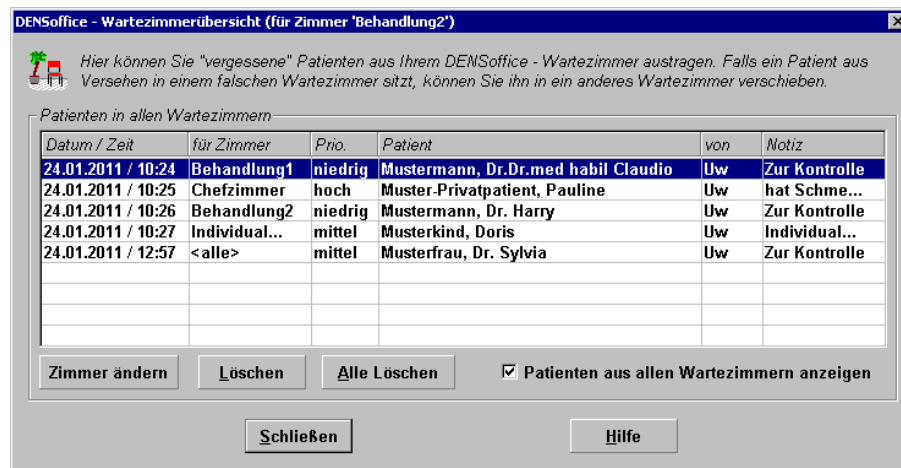 DENSoffice - Wartezimmerübersicht (für Zimmer 'Behandlung2')
Hier können Sie "vergessene" Patienten aus Ihrem DENSoffice - Wartezimmer austragen. Falls ein Patient aus
Versehen in einem falschen Wartezimmer sitzt, können Sie ihn in ein anderes Wartezimmer verschieben.
Patienten in allen Wartezimmern
Datum / Zeit für Zimmer Prio. Patient von Notiz
24.01.2011 / 10:24 Behandlung1 niedrig Mustermann, Dr.Dr.med habil Claudio Uw Zur Kontrolle
24.01.2011 / 10:25 Chefzimmer hoch Muster-Privatpatient, Pauline Uw hat Schme...
24.01.2011 / 10:26 Behandlung2 niedrig Mustermann, Dr. Harry Uw Zur Kontrolle
24.01.2011 / 10:27 Individual... mittel Musterkind, Doris Uw Individual...
24.01.2011 / 12:57 <alle> mittel Musterfrau, Dr. Sylvia Uw Zur Kontrolle
Zimmer ändern Löschen Alle Löschen Patienten aus allen Wartezimmern anzeigen
Schließen Hilfe